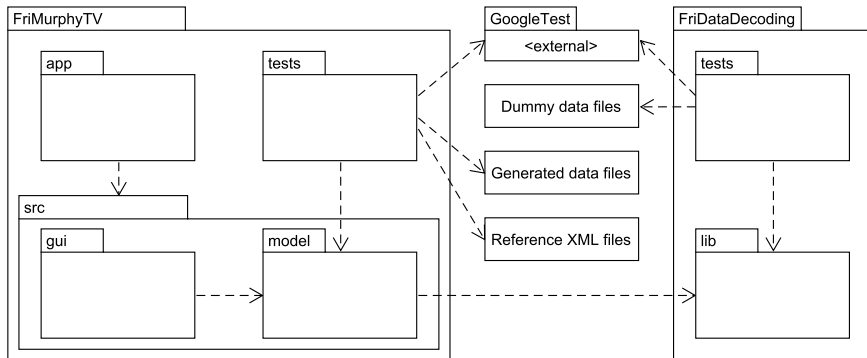 FriMurphyTV
GoogleTest
FriDataDecoding
<external>
app
tests
tests
Dummy data files
Generated data files
src
Reference XML files
gui
model
lib